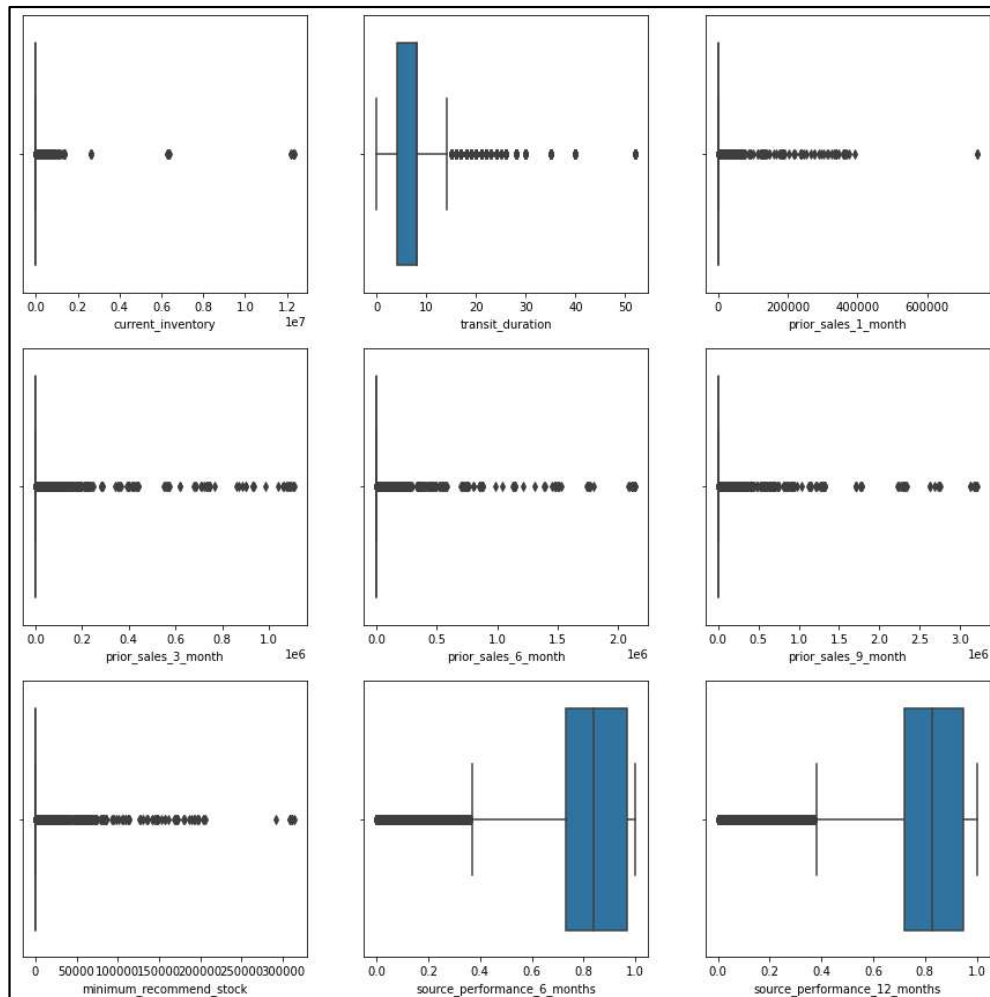 0.0 0.2 0.4 0.6 0.8 1.0 1.2
1e7
current_inventory
0 10 20 30 40 50
transit_duration
0 200000 400000 600000
prior_sales_1_month
0.0 0.2 0.4 0.6 0.8 1.0
1e6
prior_sales_3_month
0.0 0.5 1.0 1.5 2.0
1e6
prior_sales_6_month
0.0 0.5 1.0 1.5 2.0 2.5 3.0
1e6
prior_sales_9_month
0 50000 100000 150000 200000 250000 300000
minimum_recommend_stock
0.0 0.2 0.4 0.6 0.8 1.0
source_performance_6_months
0.0 0.2 0.4 0.6 0.8 1.0
source_performance_12_months